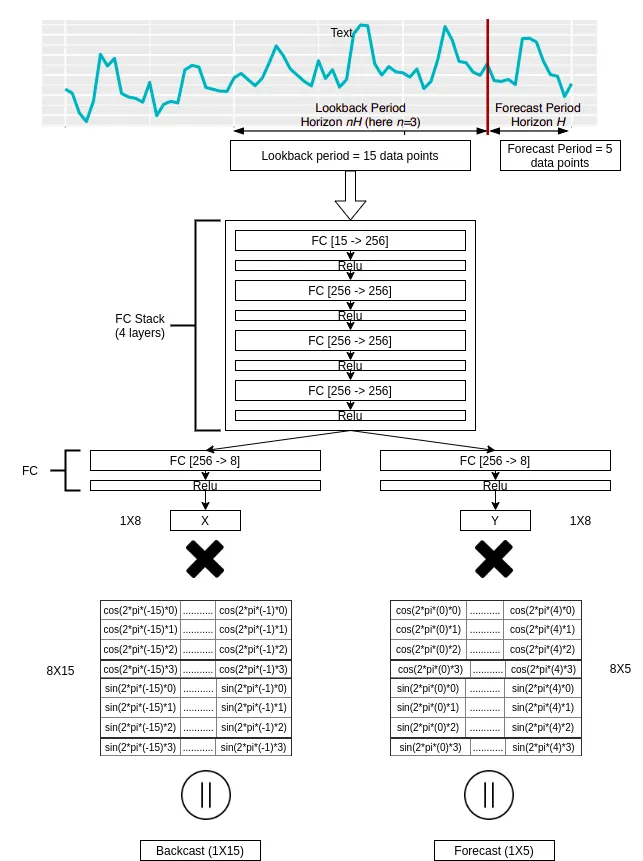 Text
Lookback Period
Horizon nH (here n=3)
Forecast Period
Horizon H
Lookback period = 15 data points
Forecast Period = 5
data points
FC Stack
(4 layers)
FC [15 -> 256]
Relu
FC [256 -> 256]
Relu
FC [256 -> 256]
Relu
FC [256 -> 256]
Relu
FC
FC [256 -> 8]
FC [256 -> 8]
Relu
Relu
1X8
X
Y
1X8
8X15
cos(2*pi*(-15)*0) ........... cos(2*pi*(-1)*0)
cos(2*pi*(-15)*1) ........... cos(2*pi*(-1)*1)
cos(2*pi*(-15)*2) ........... cos(2*pi*(-1)*2)
cos(2*pi*(-15)*3) ........... cos(2*pi*(-1)*3)
sin(2*pi*(-15)*0) ........... sin(2*pi*(-1)*0)
sin(2*pi*(-15)*1) ........... sin(2*pi*(-1)*1)
sin(2*pi*(-15)*2) ........... sin(2*pi*(-1)*2)
sin(2*pi*(-15)*3) ........... sin(2*pi*(-1)*3)
cos(2*pi*(0)*0) ........... cos(2*pi*(4)*0)
cos(2*pi*(0)*1) ........... cos(2*pi*(4)*1)
cos(2*pi*(0)*2) ........... cos(2*pi*(4)*2)
cos(2*pi*(0)*3) ........... cos(2*pi*(4)*3)
sin(2*pi*(0)*0) ........... sin(2*pi*(4)*0)
sin(2*pi*(0)*1) ........... sin(2*pi*(4)*1)
sin(2*pi*(0)*2) ........... sin(2*pi*(4)*2)
sin(2*pi*(0)*3) ........... sin(2*pi*(4)*3)
8X5
Backcast (1X15)
Forecast (1X5)